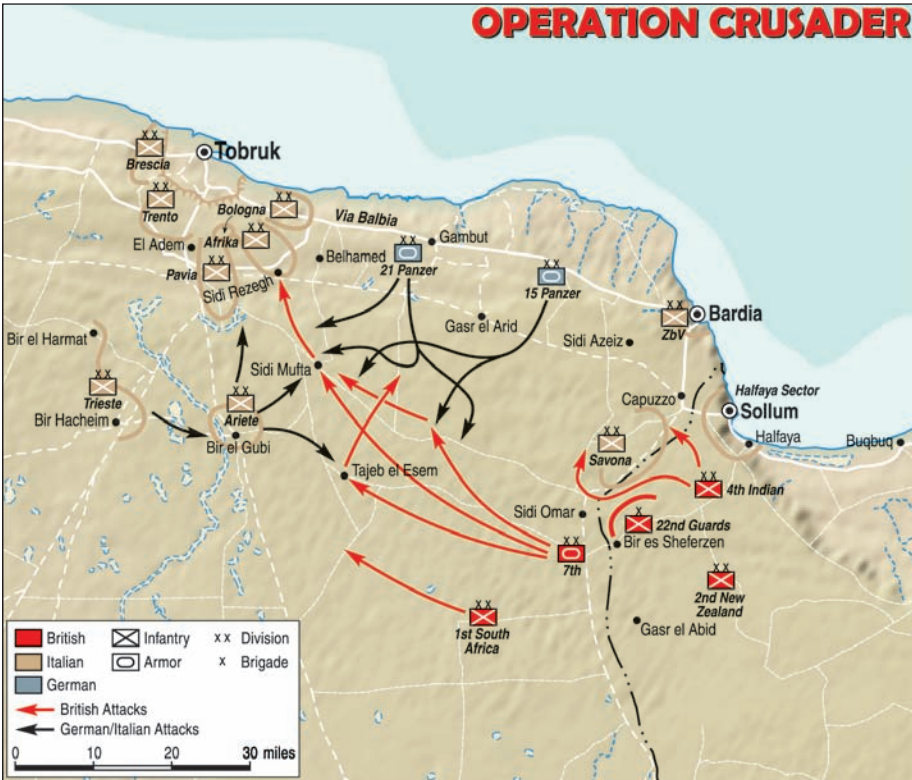 OPERATION CRUSADER
X X
Brescia
Tobruk
X X
Trento
X X
Bologna
Via Balbia
X X
Afrika
Gambut
El Adem
Belhamed
X X
21 Panzer
X X
Pavia
Sidi Rezegh
X X
15 Panzer
Bardia
X X
ZbV
Gasr el Arid
Sidi Azeiz
Bir el Harmat
Sidi Mufta
X X
Trieste
X X
Ariete
Capuzzo
Halfaya Sector
Sollum
Bir Hacheim
Bir el Gubi
Halfaya
Buqbuq
X X
Savona
Tajeb el Esem
X X
4th Indian
Sidi Omar
X
22nd Guards
Bir es Sheferzen
X X
7th
X X
2nd New
Zealand
X X
1st South
Africa
Gasr el Abid
British
Infantry
X X Division
Italian
Armor
X Brigade
German
British Attacks
German/Italian Attacks
0 10 20 30 miles